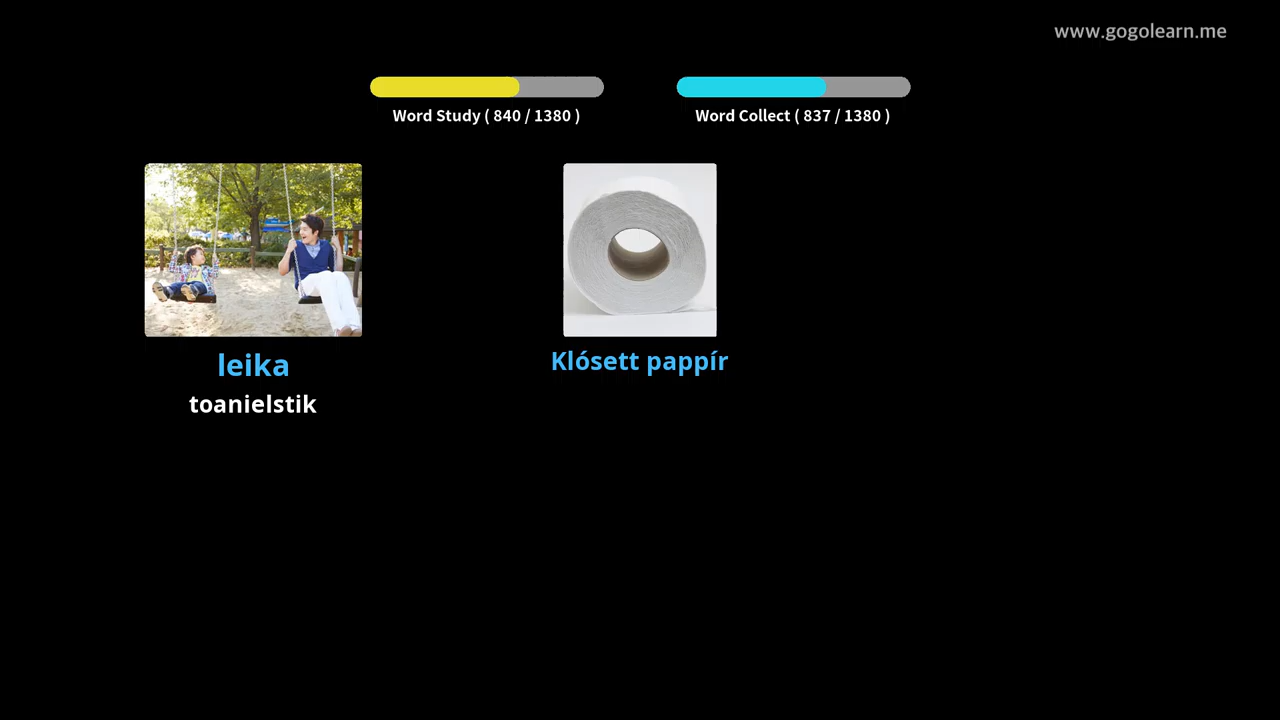 www.gogolearn.me
Word Study ( 840 / 1380 )
Word Collect ( 837 / 1380 )
leika
toanielstik
Klósett pappír